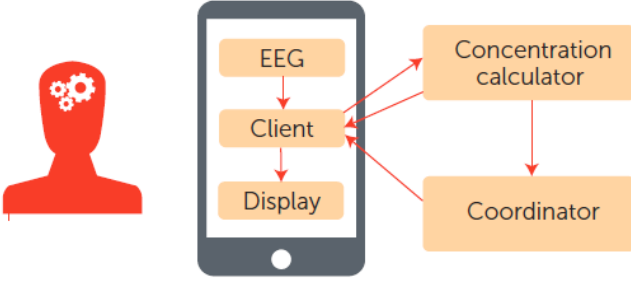 EEG
Client
Display
Concentration
calculator
Coordinator